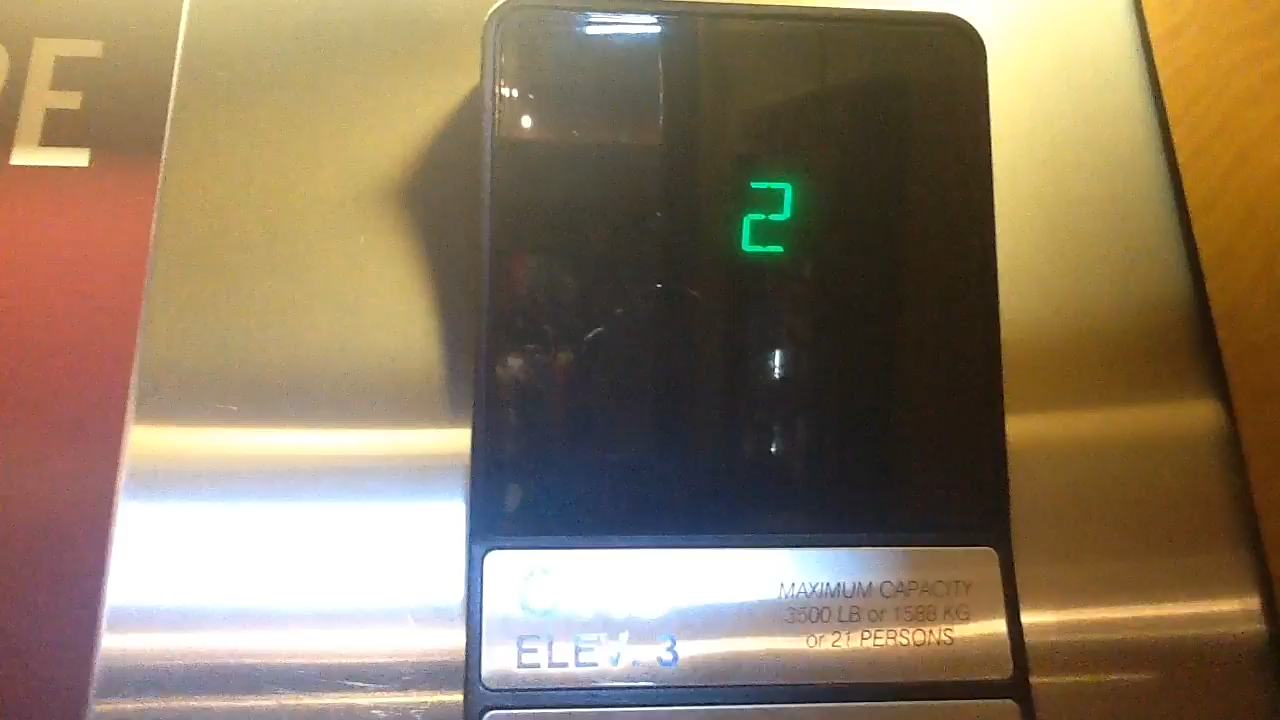 E
2
MAXIMUM CAPACITY
3500 LB or 1588 KG
or 21 PERSONS
ELEV. 3